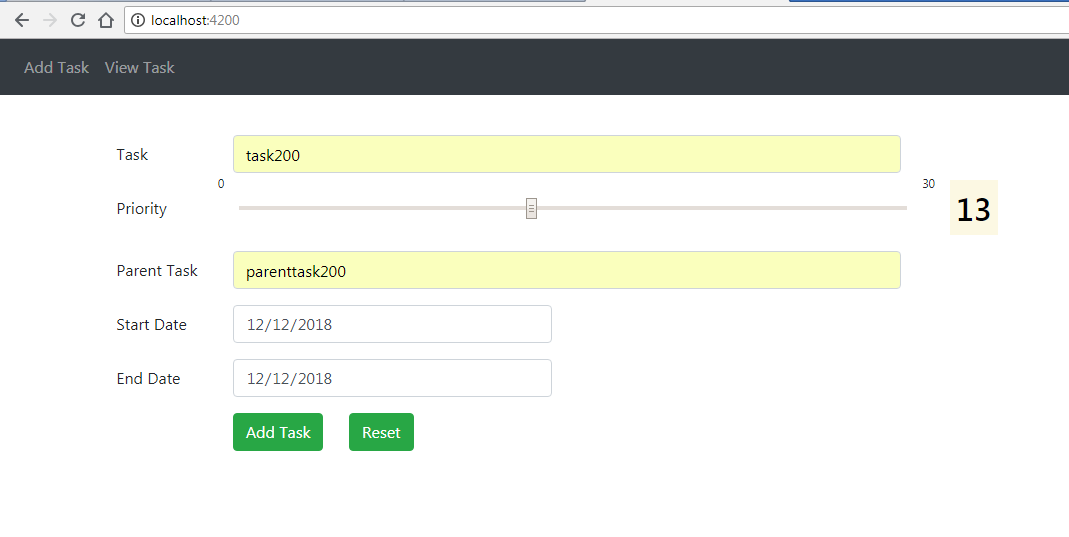 localhost:4200
Add Task View Task
Task task200
0 30
Priority 13
Parent Task parenttask200
Start Date 12/12/2018
End Date 12/12/2018
Add Task Reset